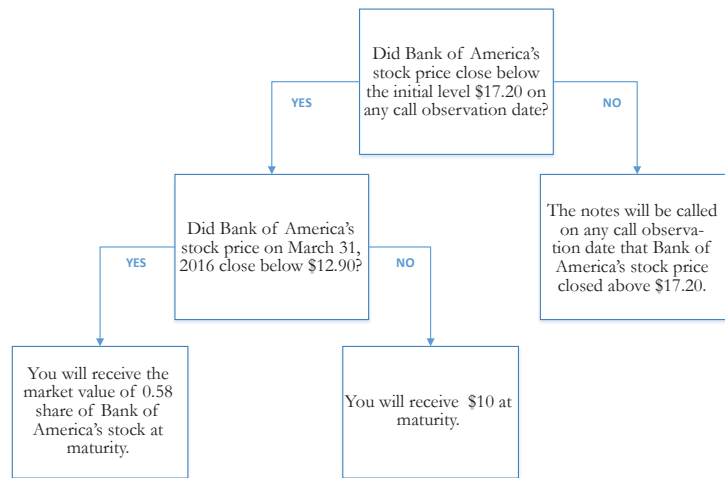 Did Bank of America's
stock price close below
the initial level $17.20 on
any call observation date?
YES
NO
Did Bank of America's
stock price on March 31,
2016 close below $12.90?
The notes will be called
on any call observa-
tion date that Bank of
America's stock price
closed above $17.20.
YES
NO
You will receive the
market value of 0.58
share of Bank of
America's stock at
maturity.
You will receive $10 at
maturity.